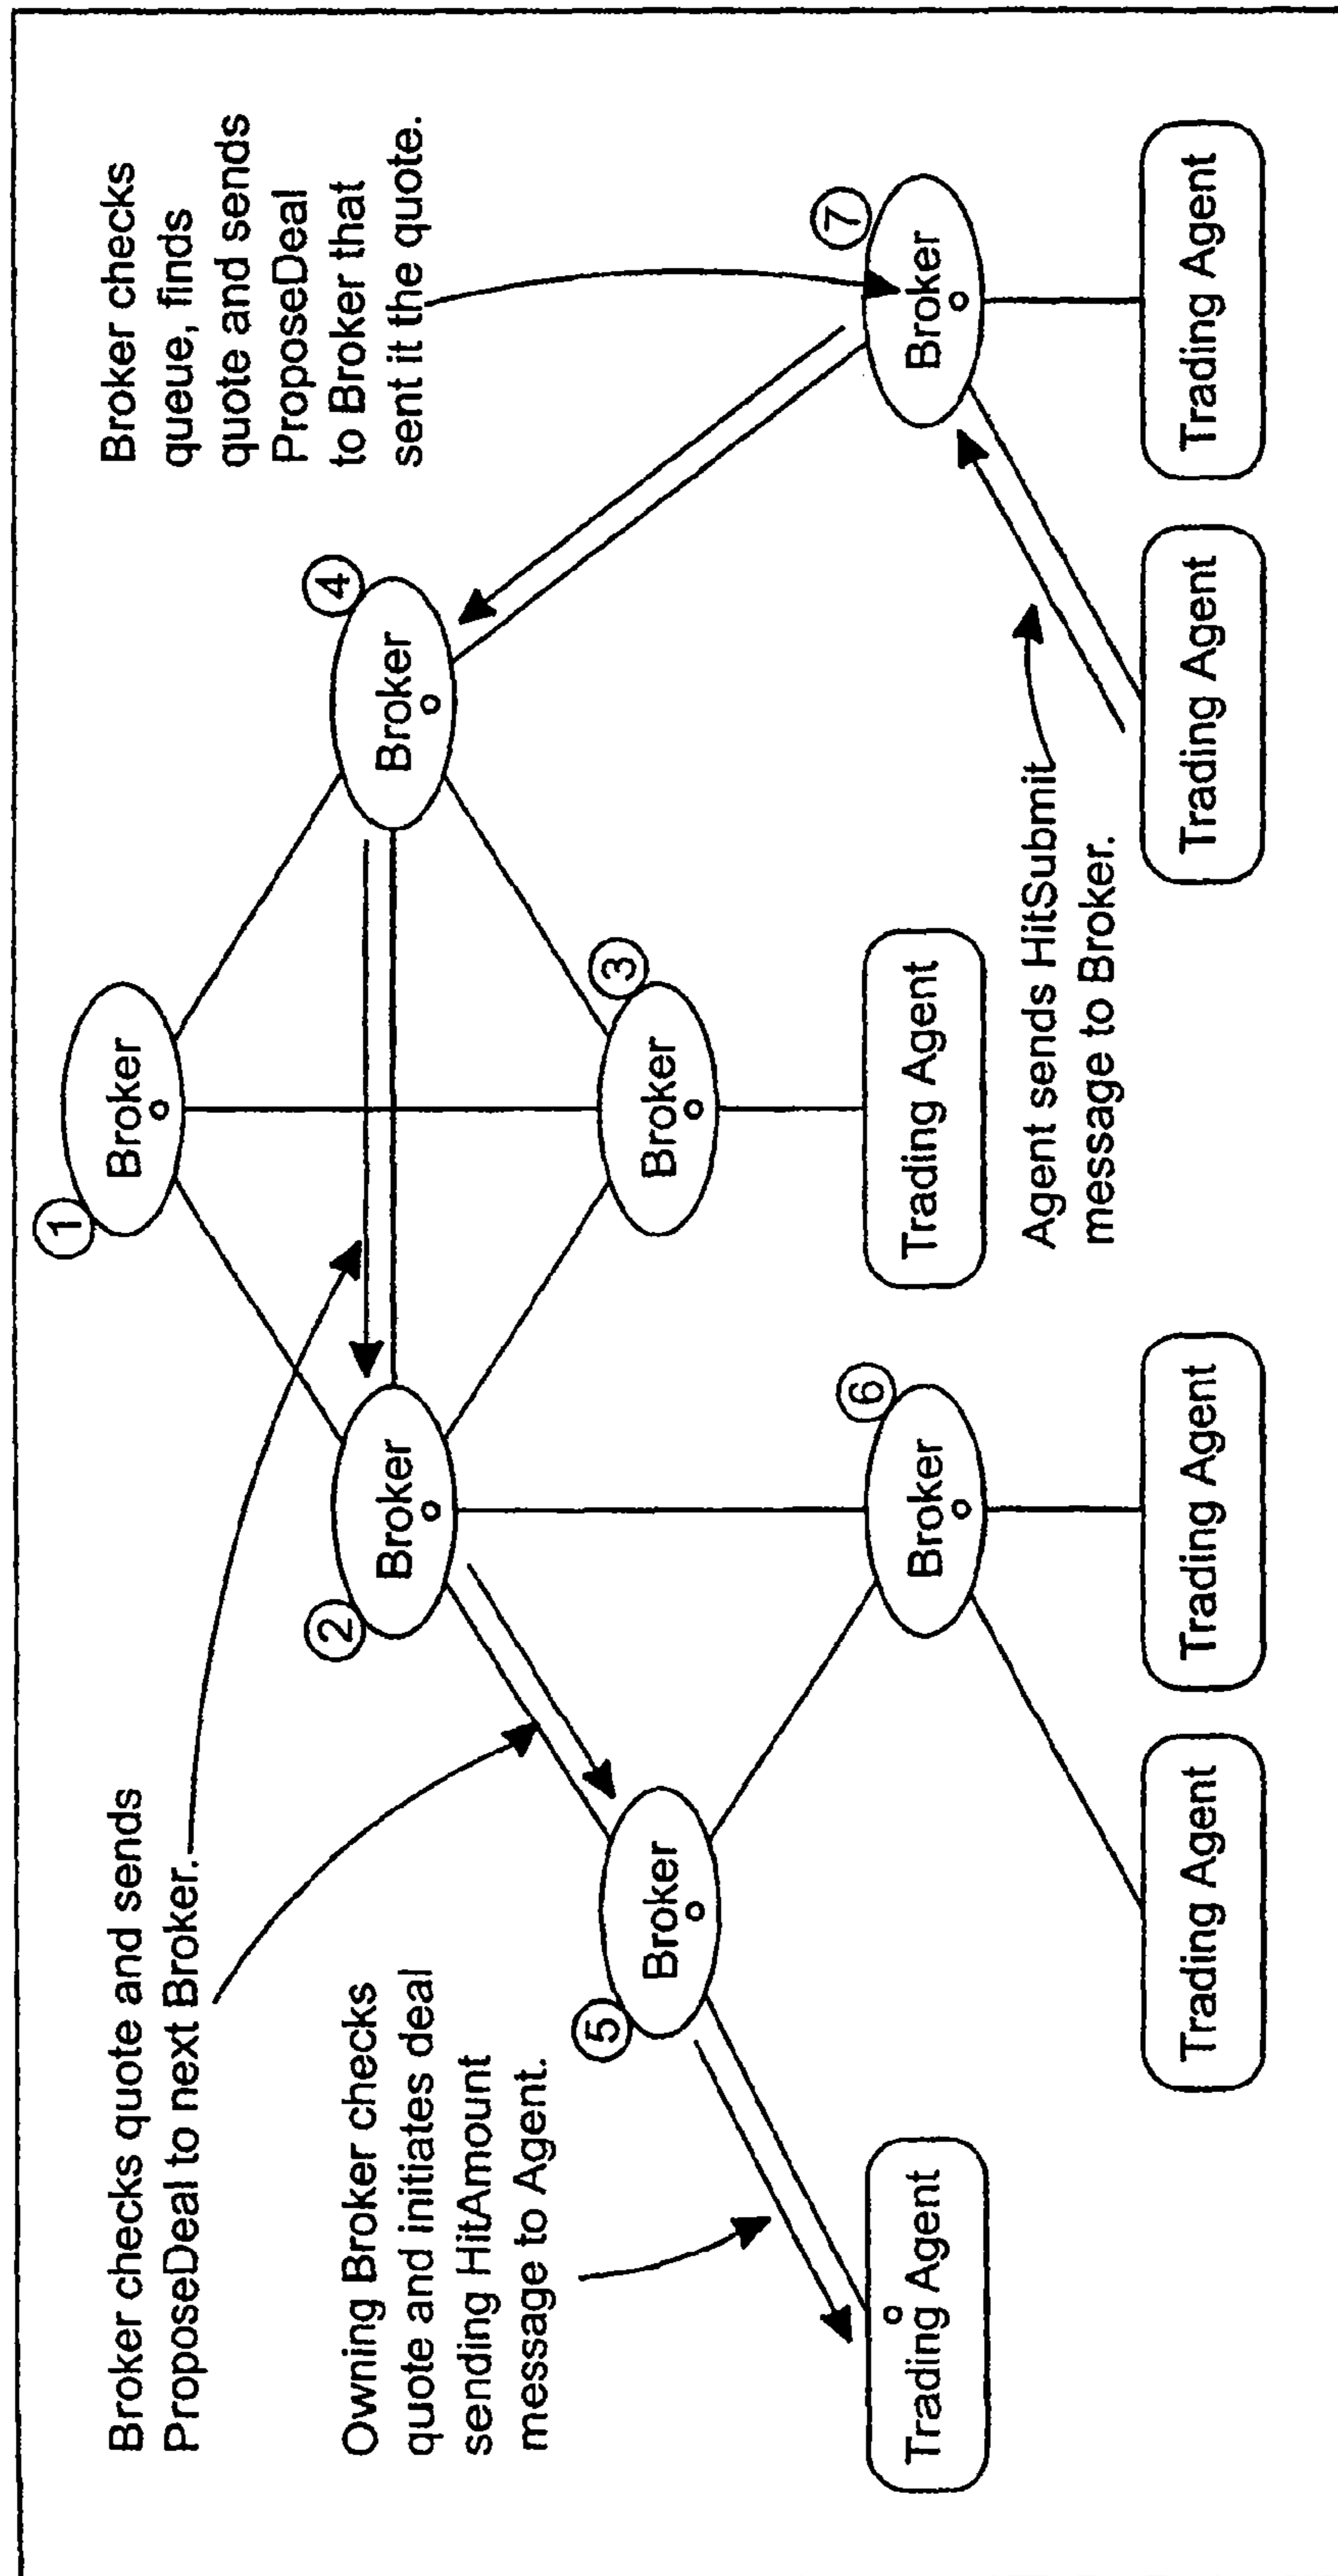 Broker checks quote and sends
ProposeDeal to next Broker.
Owning Broker checks
quote and initiates deal
sending HitAmount
message to Agent.
Broker checks
queue, finds
quote and sends
ProposeDeal
to Broker that
sent it the quote.
1
Broker
2
Broker
4
Broker
5
Broker
3
Broker
6
Broker
7
Broker
Trading Agent
Trading Agent
Agent sends HitSubmit
message to Broker.
Trading Agent
Trading Agent
Trading Agent
Trading Agent